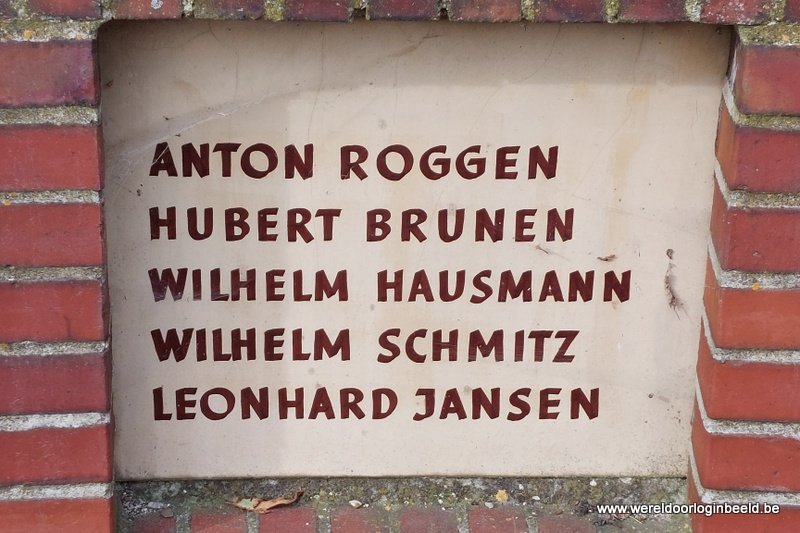 ANTON ROGGEN
HUBERT BRUNEN
WILHELM HAUSMANN
WILHELM SCHMITZ
LEONHARD JANSEN
www.wereldoorloginbeeld.be